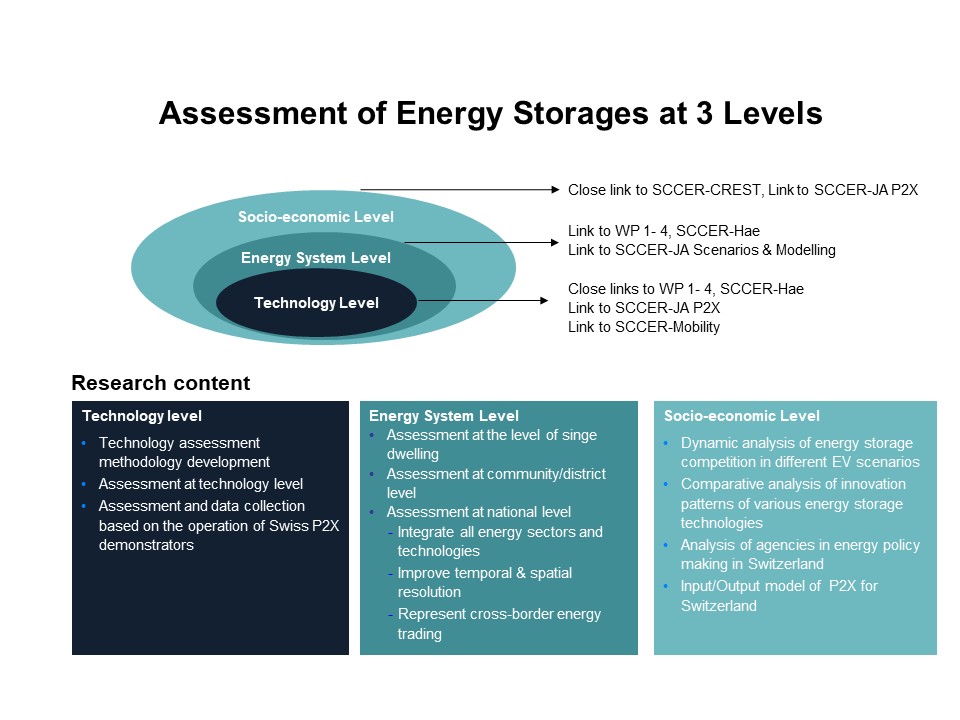 Assessment of Energy Storages at 3 Levels
Socio-economic Level
Energy System Level
Technology Level
Close link to SCCER-CREST, Link to SCCER-JA P2X
Link to WP 1- 4, SCCER-Hae
Link to SCCER-JA Scenarios & Modelling
Close links to WP 1- 4, SCCER-Hae
Link to SCCER-JA P2X
Link to SCCER-Mobility
Research content
Technology level
• Technology assessment
methodology development
• Assessment at technology level
• Assessment and data collection
based on the operation of Swiss P2X
demonstrators
Energy System Level
• Assessment at the level of singe
dwelling
• Assessment at community/district
level
• Assessment at national level
- Integrate all energy sectors and
technologies
- Improve temporal & spatial
resolution
- Represent cross-border energy
trading
Socio-economic Level
• Dynamic analysis of energy storage
competition in different EV scenarios
• Comparative analysis of innovation
patterns of various energy storage
technologies
• Analysis of agencies in energy policy
making in Switzerland
• Input/Output model of P2X for
Switzerland